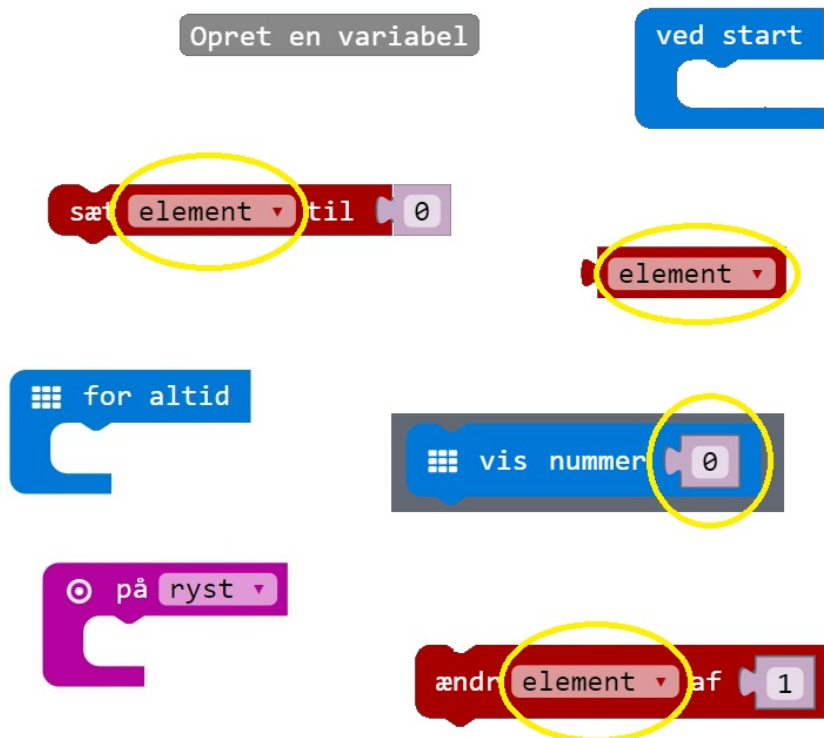 Opret en variabel
ved start
sæt element til 0
element
for altid
vis nummer 0
på ryst
ændr element af 1